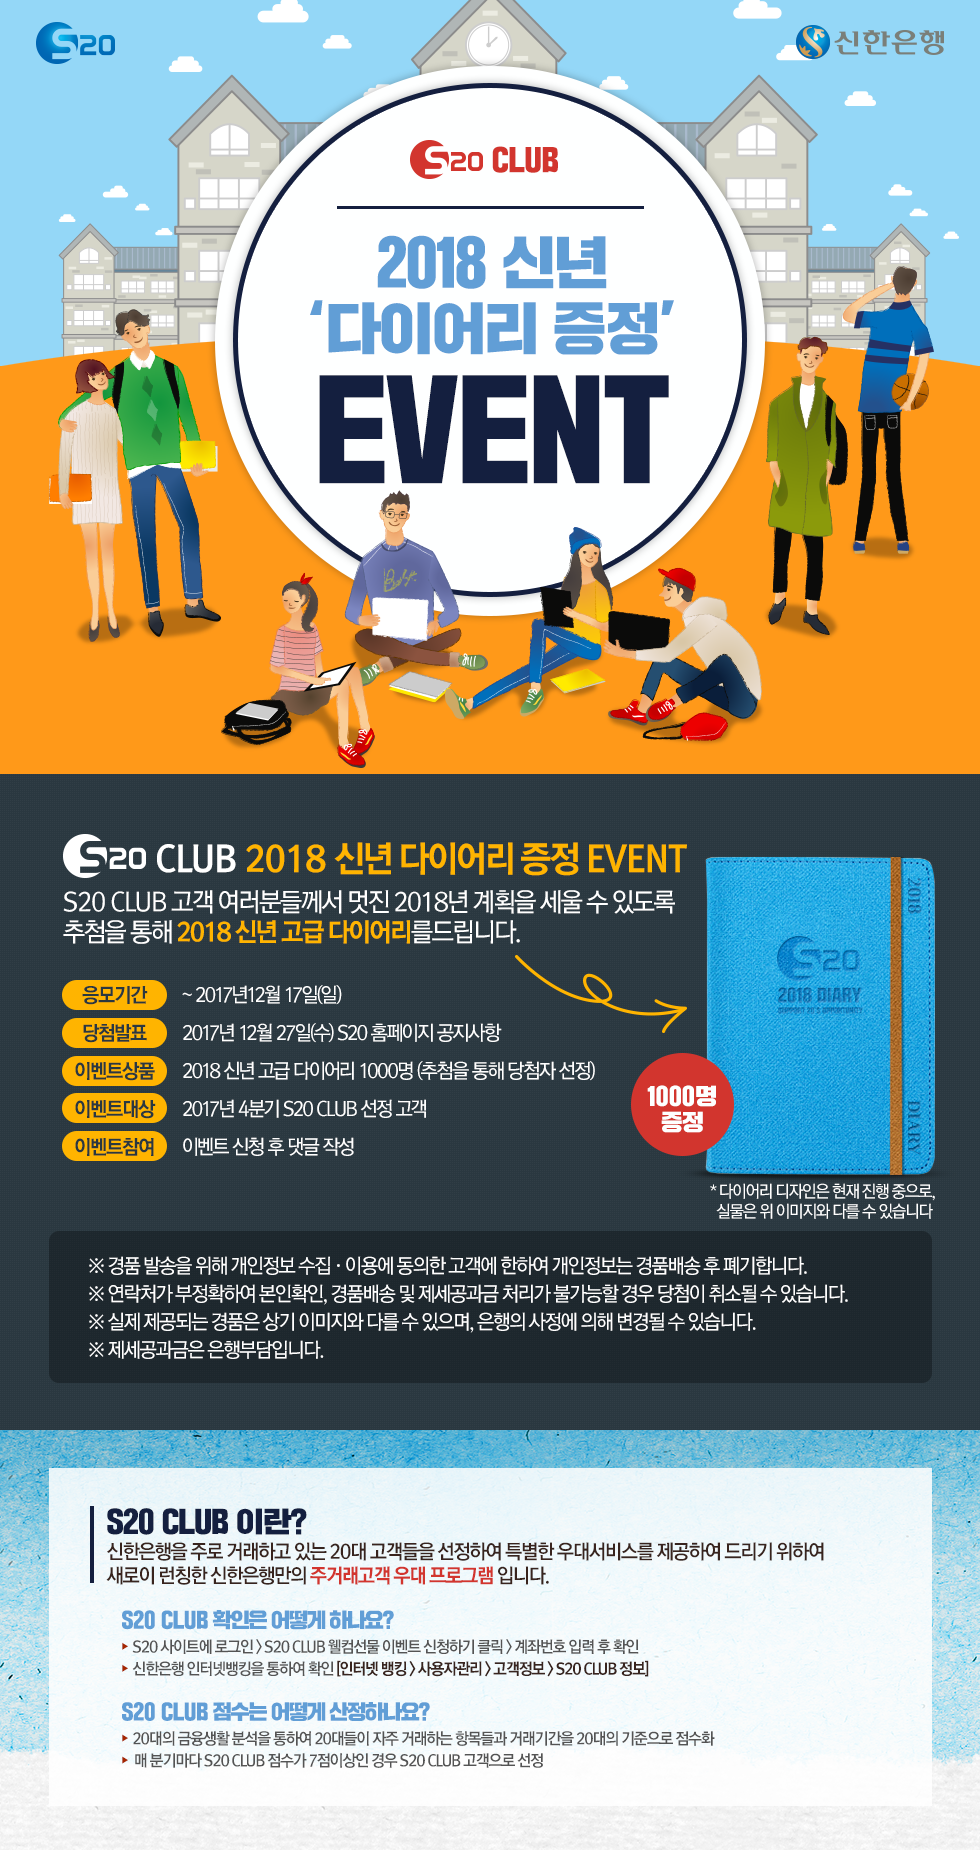 S20
신한은행
S20 CLUB
2018 신년
‘다이어리 증정’
EVENT
S20 CLUB 2018 신년 다이어리 증정 EVENT
S20 CLUB 고객 여러분들께서 멋진 2018년 계획을 세울 수 있도록
추첨을 통해 2018 신년 고급 다이어리를드립니다.
응모기간 ~ 2017년12월 17일(일)
당첨발표 2017년 12월 27일(수) S20 홈페이지 공지사항
이벤트상품 2018 신년 고급 다이어리 1000명 (추첨을 통해 당첨자 선정)
이벤트대상 2017년 4분기 S20 CLUB 선정 고객
이벤트참여 이벤트 신청 후 댓글 작성
2018
S20
2018 DIARY
DIARY
1000명
증정
* 다이어리 디자인은 현재 진행 중으로,
실물은 위 이미지와 다를 수 있습니다
※ 경품 발송을 위해 개인정보 수집 · 이용에 동의한 고객에 한하여 개인정보는 경품배송 후 폐기합니다.
※ 연락처가 부정확하여 본인확인, 경품배송 및 제세공과금 처리가 불가능할 경우 당첨이 취소될 수 있습니다.
※ 실제 제공되는 경품은 상기 이미지와 다를 수 있으며, 은행의 사정에 의해 변경될 수 있습니다.
※ 제세공과금은 은행부담입니다.
S20 CLUB 이란?
신한은행을 주로 거래하고 있는 20대 고객들을 선정하여 특별한 우대서비스를 제공하여 드리기 위하여
새로이 런칭한 신한은행만의 주거래고객 우대 프로그램 입니다.
S20 CLUB 확인은 어떻게 하나요?
▶ S20 사이트에 로그인 > S20 CLUB 웰컴선물 이벤트 신청하기 클릭 > 계좌번호 입력 후 확인
▶ 신한은행 인터넷뱅킹을 통하여 확인 [인터넷 뱅킹 > 사용자관리 > 고객정보 > S20 CLUB 정보]
S20 CLUB 점수는 어떻게 산정하나요?
▶ 20대의 금융생활 분석을 통하여 20대들이 자주 거래하는 항목들과 거래기간을 20대의 기준으로 점수화
▶ 매 분기마다 S20 CLUB 점수가 7점이상인 경우 S20 CLUB 고객으로 선정